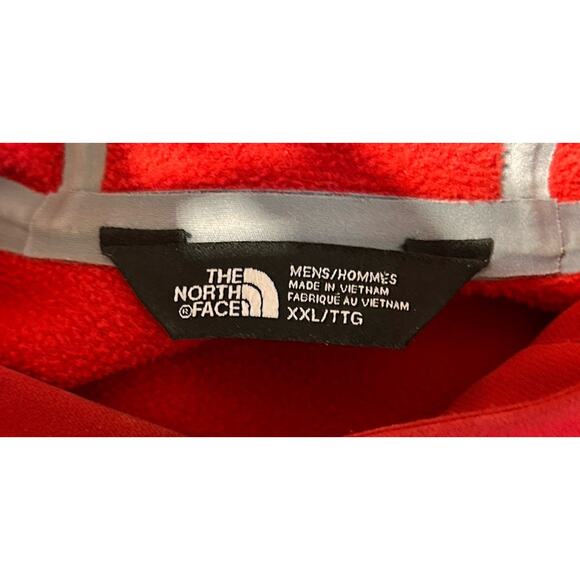 THE
NORTH
®FACE
MENS/HOMMES
MADE IN VIETNAM
FABRIQUÉ AU VIETNAM
XXL/TTG